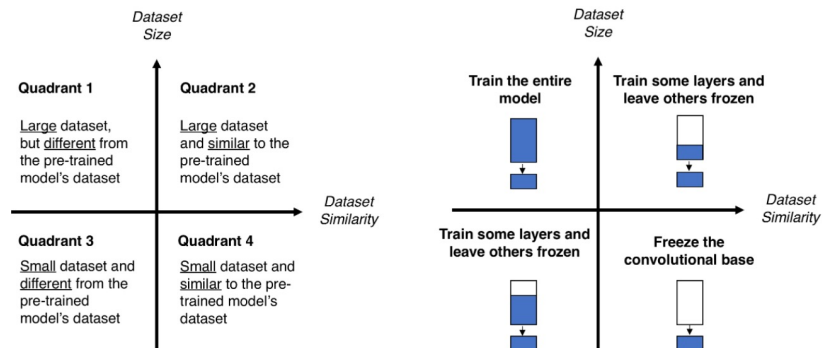 Dataset
Size
Quadrant 1
Large dataset,
but different from
the pre-trained
model's dataset
Quadrant 2
Large dataset
and similar to the
pre-trained
model's dataset
Dataset
Similarity
Quadrant 3
Small dataset and
different from the
pre-trained
model's dataset
Quadrant 4
Small dataset and
similar to the pre-
trained model's
dataset
Dataset
Size
Train the entire
model
Train some layers and
leave others frozen
Dataset
Similarity
Train some layers and
leave others frozen
Freeze the
convolutional base